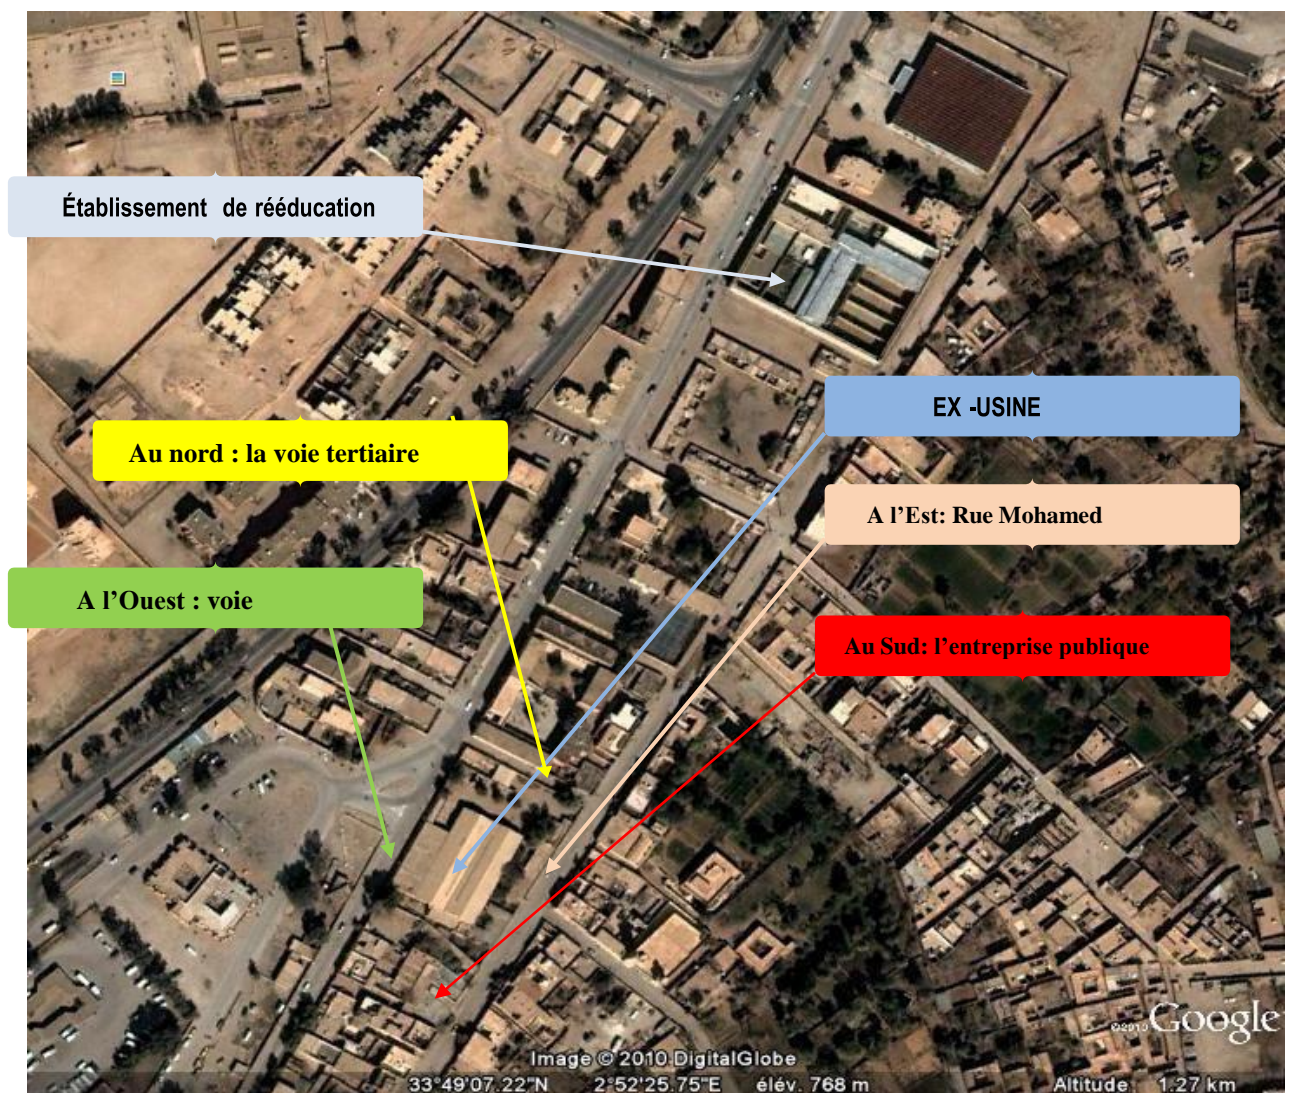 Établissement de rééducation
EX -USINE
Au nord : la voie tertiaire
A l’Est: Rue Mohamed
A l’Ouest : voie
Au Sud: l’entreprise publique
©2010 Google
Image © 2010 DigitalGlobe
33°49'07.22"N 2°52'25.75"E élév. 768 m Altitude 1.27 km